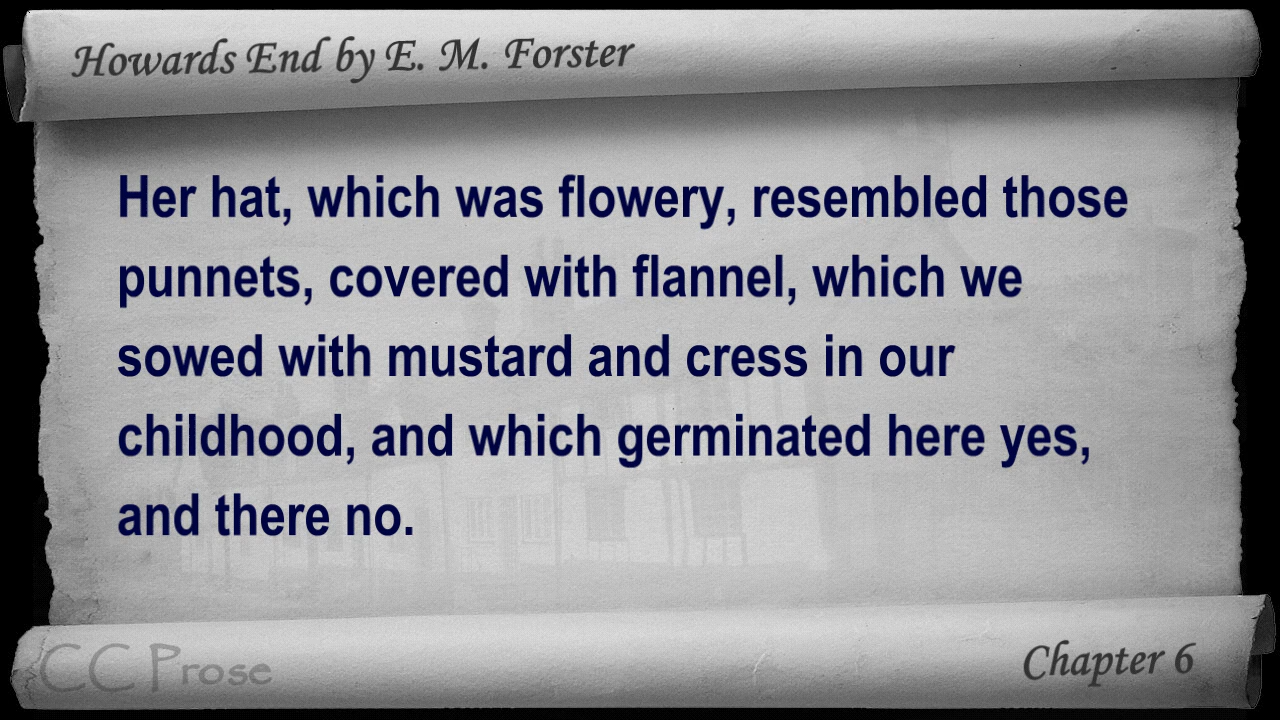 Howards End by E. M. Forster
Her hat, which was flowery, resembled those
punnets, covered with flannel, which we
sowed with mustard and cress in our
childhood, and which germinated here yes,
and there no.
CC Prose
Chapter 6